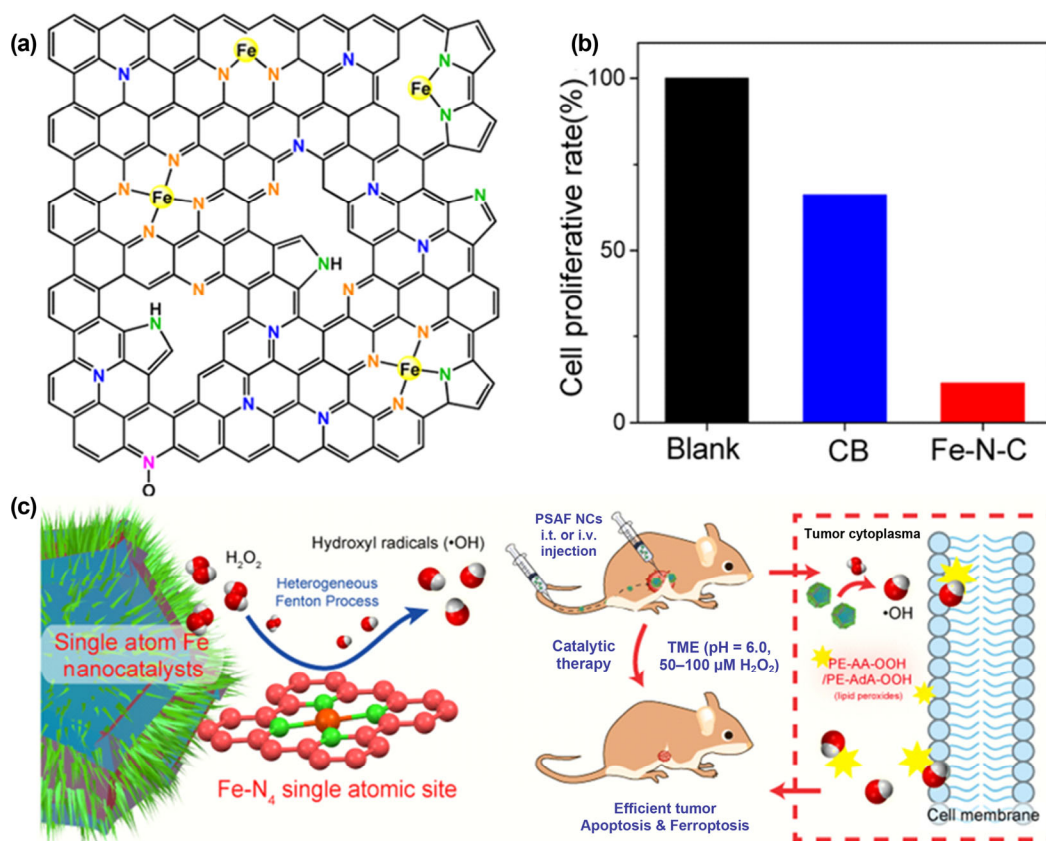 (a)
Fe
N
N
N
N
Fe
N
N
N
N
Fe
N
N
N
N
N
N
N
N
N
NH
N
N
H
N
N
N
N
N
Fe
N
N
N
N
N
N
O
(b)
Cell proliferative rate(%)
100
50
0
Blank
CB
Fe-N-C
(c)
H₂O₂
Hydroxyl radicals (•OH)
Heterogeneous
Fenton Process
Single atom Fe
nanocatalysts
Fe-N₄ single atomic site
PSAF NCs
i.t. or i.v.
injection
Catalytic
therapy
TME (pH = 6.0,
50–100 µM H₂O₂)
Efficient tumor
Apoptosis & Ferroptosis
Tumor cytoplasma
•OH
PE-AA-OOH
/PE-AdA-OOH
(lipid peroxides)
Cell membrane